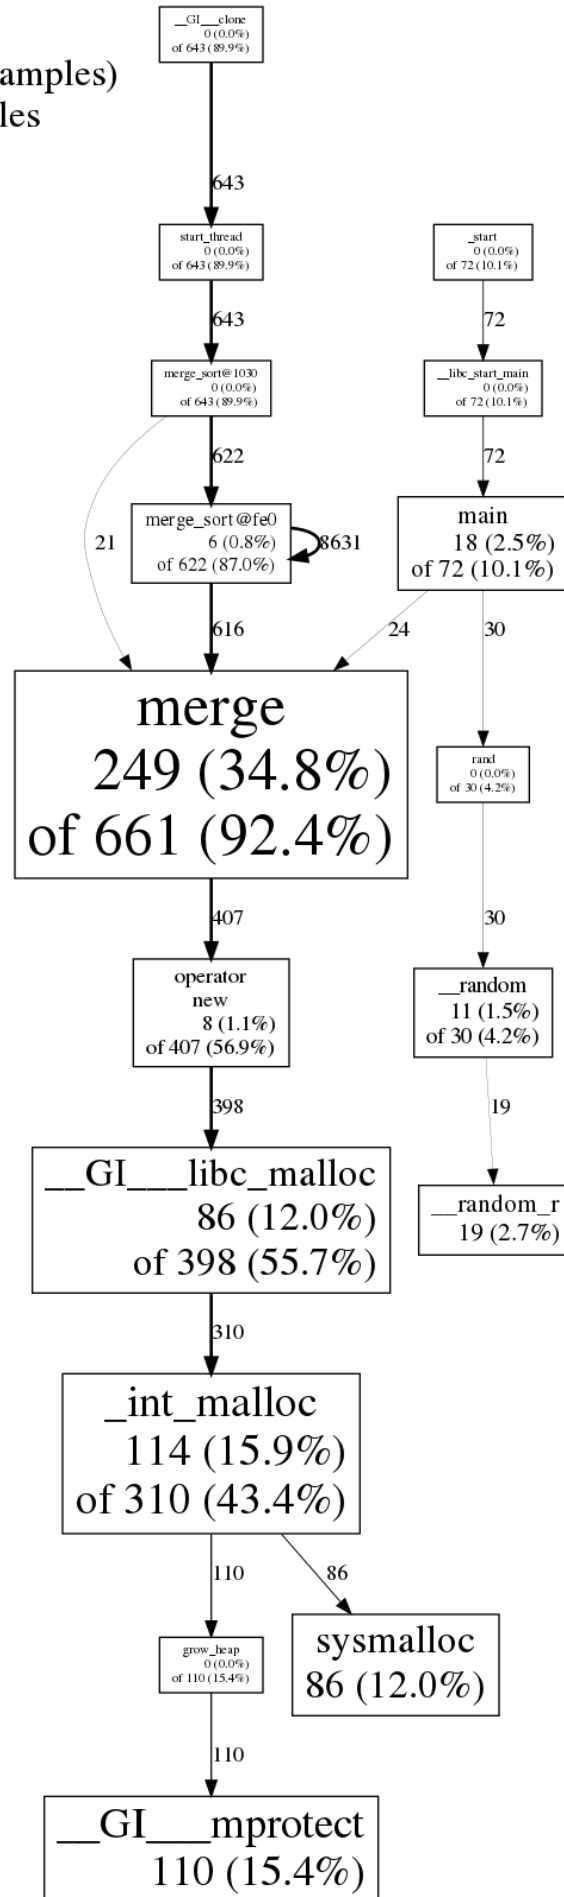 __GI___clone
0 (0.0%)
of 643 (89.9%)
amples)
les
643
start_thread
0 (0.0%)
of 643 (89.9%)
_start
0 (0.0%)
of 72 (10.1%)
643
72
merge_sort@1030
0 (0.0%)
of 643 (89.9%)
__libc_start_main
0 (0.0%)
of 72 (10.1%)
622
72
merge_sort@fe0
6 (0.8%)
of 622 (87.0%)
main
18 (2.5%)
of 72 (10.1%)
21
8631
616
24
30
merge
249 (34.8%)
of 661 (92.4%)
rand
0 (0.0%)
of 30 (4.2%)
407
30
operator
new
8 (1.1%)
of 407 (56.9%)
__random
11 (1.5%)
of 30 (4.2%)
398
19
__GI___libc_malloc
86 (12.0%)
of 398 (55.7%)
__random_r
19 (2.7%)
310
_int_malloc
114 (15.9%)
of 310 (43.4%)
110
86
grow_heap
0 (0.0%)
of 110 (15.4%)
sysmalloc
86 (12.0%)
110
__GI___mprotect
110 (15.4%)